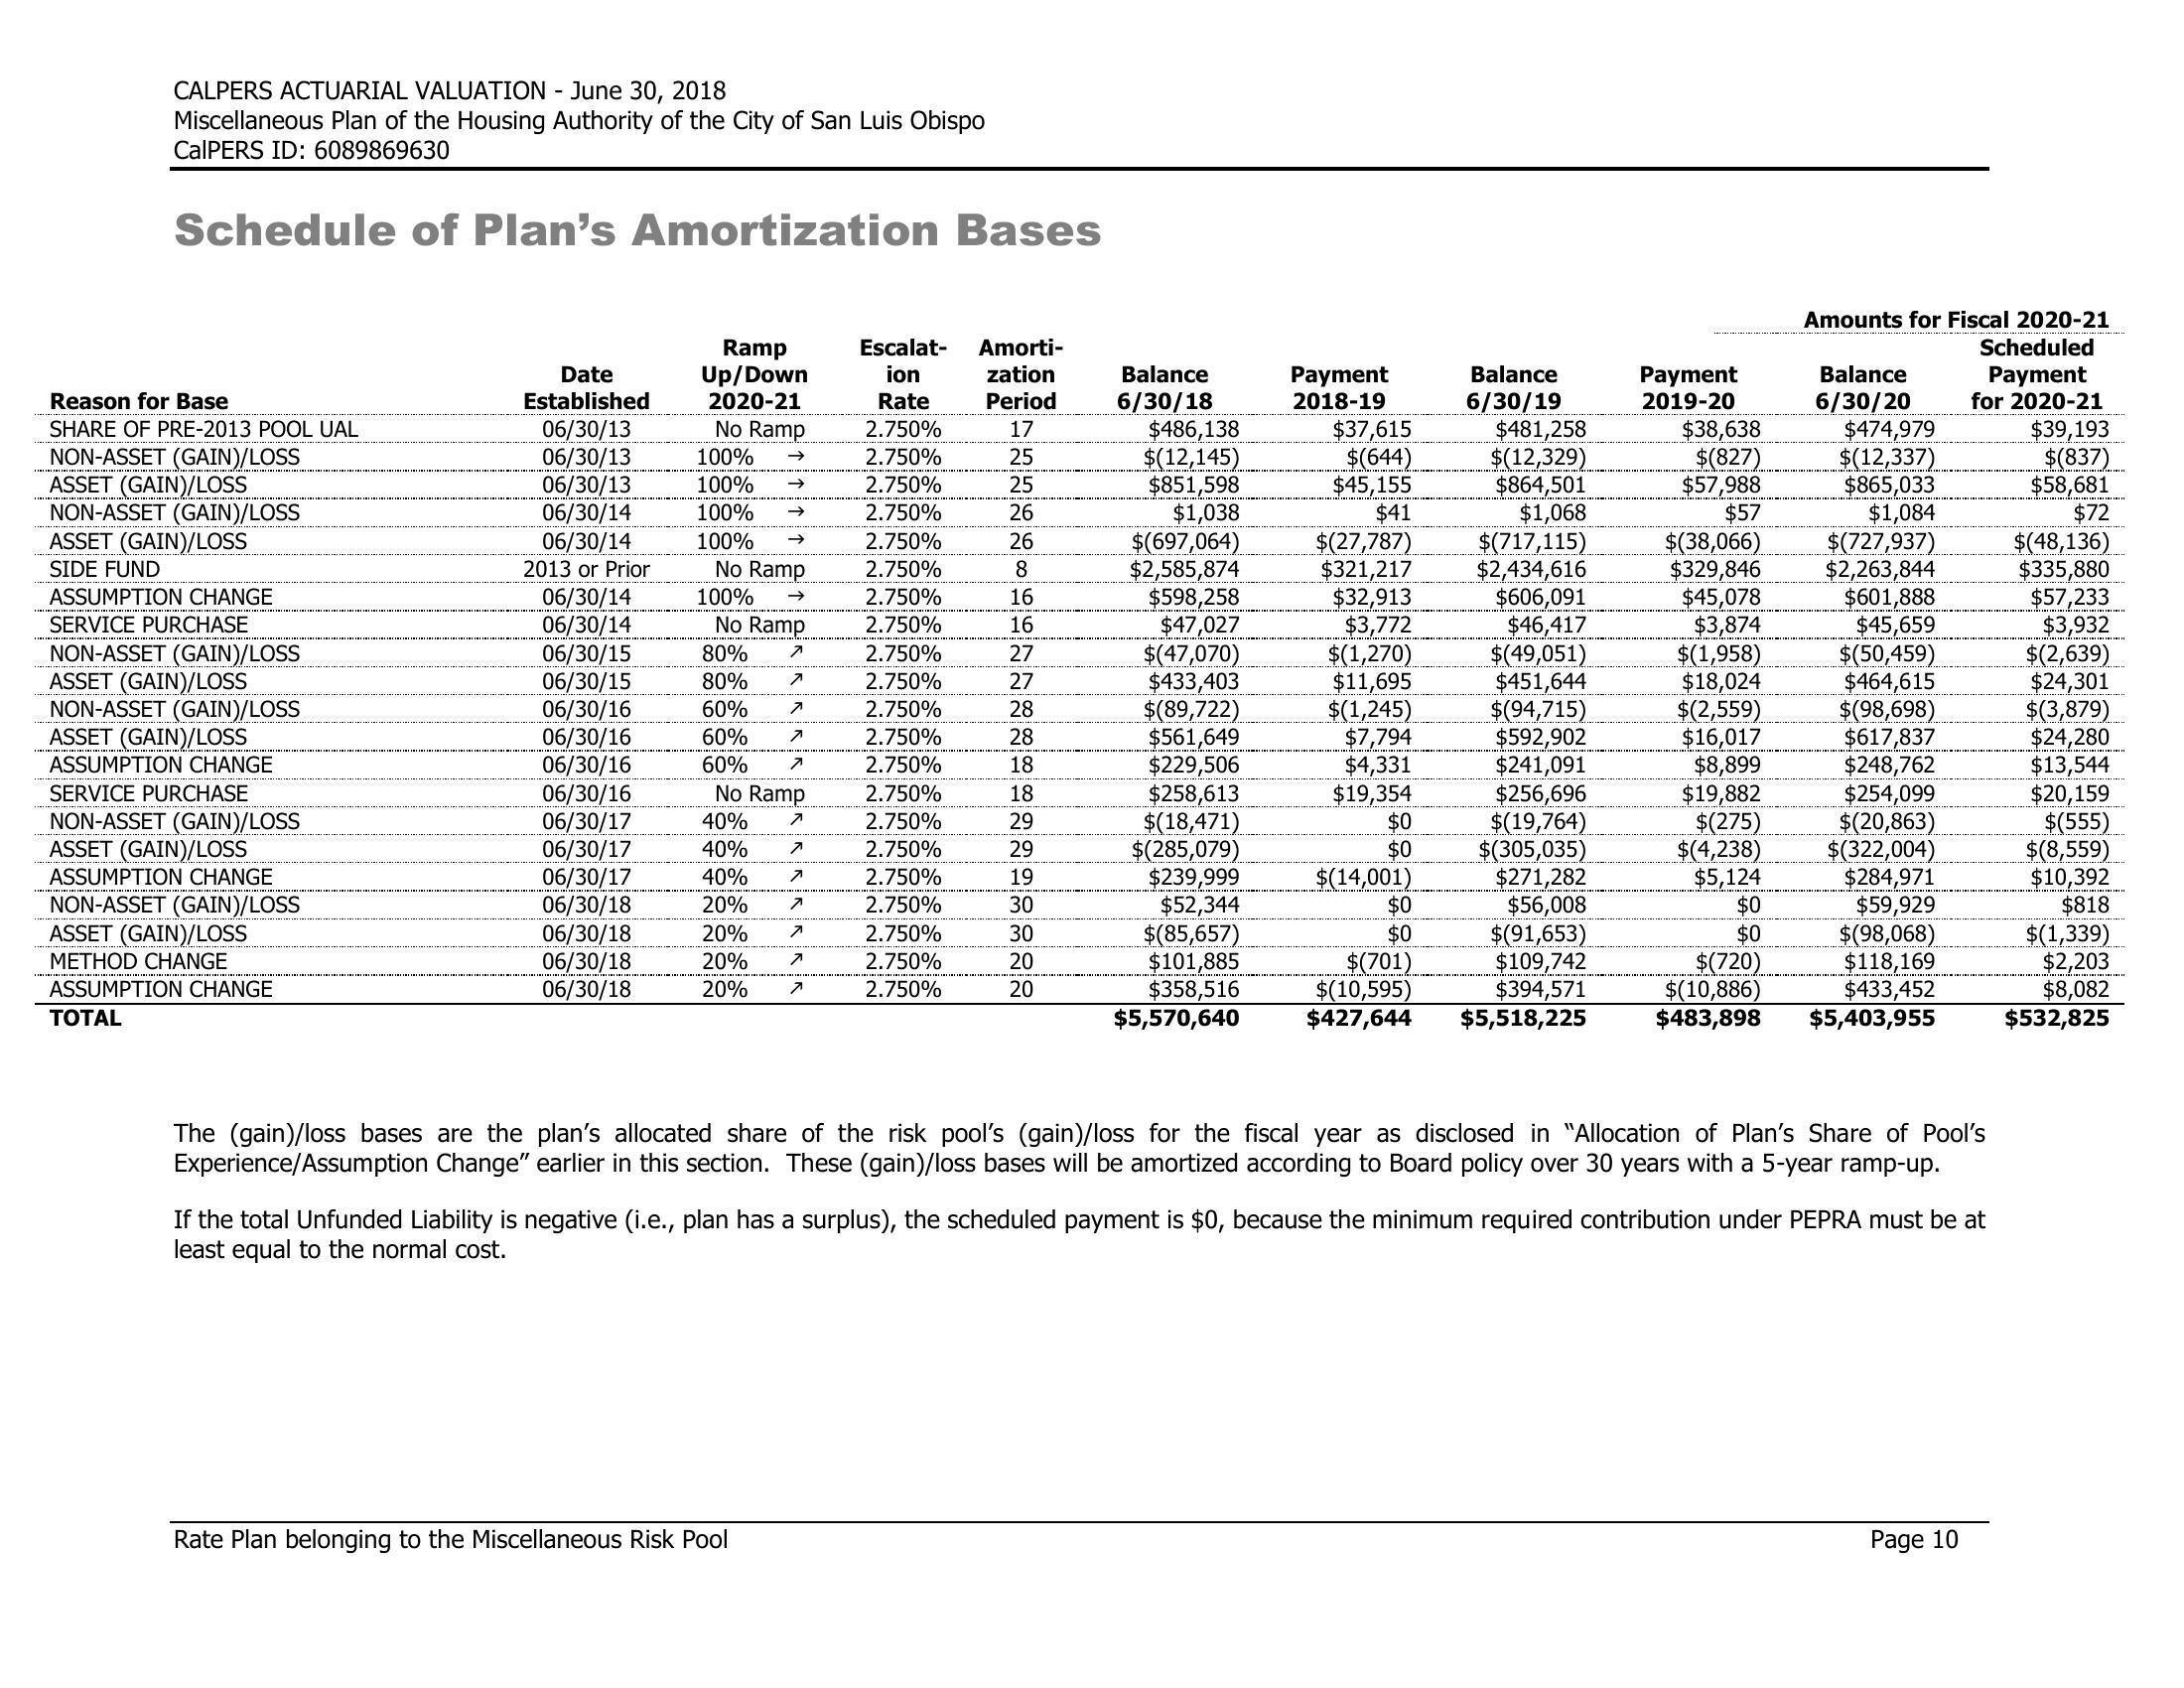 CALPERS ACTUARIAL VALUATION - June 30, 2018
Miscellaneous Plan of the Housing Authority of the City of San Luis Obispo
CalPERS ID: 6089869630
Schedule of Plan’s Amortization Bases
Amounts for Fiscal 2020-21
Ramp Escalat- Amorti- Scheduled
Date Up/Down ion zation Balance Payment Balance Payment Balance Payment
Reason for Base Established 2020-21 Rate Period 6/30/18 2018-19 6/30/19 2019-20 6/30/20 for 2020-21
SHARE OF PRE-2013 POOL UAL 06/30/13 No Ramp 2.750% 17 $486,138 $37,615 $481,258 $38,638 $474,979 $39,193
NON-ASSET (GAIN)/LOSS 06/30/13 100% → 2.750% 25 $(12,145) $(644) $(12,329) $(827) $(12,337) $(837)
ASSET (GAIN)/LOSS 06/30/13 100% → 2.750% 25 $851,598 $45,155 $864,501 $57,988 $865,033 $58,681
NON-ASSET (GAIN)/LOSS 06/30/14 100% → 2.750% 26 $1,038 $41 $1,068 $57 $1,084 $72
ASSET (GAIN)/LOSS 06/30/14 100% → 2.750% 26 $(697,064) $(27,787) $(717,115) $(38,066) $(727,937) $(48,136)
SIDE FUND 2013 or Prior No Ramp 2.750% 8 $2,585,874 $321,217 $2,434,616 $329,846 $2,263,844 $335,880
ASSUMPTION CHANGE 06/30/14 100% → 2.750% 16 $598,258 $32,913 $606,091 $45,078 $601,888 $57,233
SERVICE PURCHASE 06/30/14 No Ramp 2.750% 16 $47,027 $3,772 $46,417 $3,874 $45,659 $3,932
NON-ASSET (GAIN)/LOSS 06/30/15 80% ↗ 2.750% 27 $(47,070) $(1,270) $(49,051) $(1,958) $(50,459) $(2,639)
ASSET (GAIN)/LOSS 06/30/15 80% ↗ 2.750% 27 $433,403 $11,695 $451,644 $18,024 $464,615 $24,301
NON-ASSET (GAIN)/LOSS 06/30/16 60% ↗ 2.750% 28 $(89,722) $(1,245) $(94,715) $(2,559) $(98,698) $(3,879)
ASSET (GAIN)/LOSS 06/30/16 60% ↗ 2.750% 28 $561,649 $7,794 $592,902 $16,017 $617,837 $24,280
ASSUMPTION CHANGE 06/30/16 60% ↗ 2.750% 18 $229,506 $4,331 $241,091 $8,899 $248,762 $13,544
SERVICE PURCHASE 06/30/16 No Ramp 2.750% 18 $258,613 $19,354 $256,696 $19,882 $254,099 $20,159
NON-ASSET (GAIN)/LOSS 06/30/17 40% ↗ 2.750% 29 $(18,471) $0 $(19,764) $(275) $(20,863) $(555)
ASSET (GAIN)/LOSS 06/30/17 40% ↗ 2.750% 29 $(285,079) $0 $(305,035) $(4,238) $(322,004) $(8,559)
ASSUMPTION CHANGE 06/30/17 40% ↗ 2.750% 19 $239,999 $(14,001) $271,282 $5,124 $284,971 $10,392
NON-ASSET (GAIN)/LOSS 06/30/18 20% ↗ 2.750% 30 $52,344 $0 $56,008 $0 $59,929 $818
ASSET (GAIN)/LOSS 06/30/18 20% ↗ 2.750% 30 $(85,657) $0 $(91,653) $0 $(98,068) $(1,339)
METHOD CHANGE 06/30/18 20% ↗ 2.750% 20 $101,885 $(701) $109,742 $(720) $118,169 $2,203
ASSUMPTION CHANGE 06/30/18 20% ↗ 2.750% 20 $358,516 $(10,595) $394,571 $(10,886) $433,452 $8,082
TOTAL $5,570,640 $427,644 $5,518,225 $483,898 $5,403,955 $532,825
The (gain)/loss bases are the plan’s allocated share of the risk pool’s (gain)/loss for the fiscal year as disclosed in “Allocation of Plan’s Share of Pool’s
Experience/Assumption Change” earlier in this section. These (gain)/loss bases will be amortized according to Board policy over 30 years with a 5-year ramp-up.
If the total Unfunded Liability is negative (i.e., plan has a surplus), the scheduled payment is $0, because the minimum required contribution under PEPRA must be at
least equal to the normal cost.
Rate Plan belonging to the Miscellaneous Risk Pool Page 10